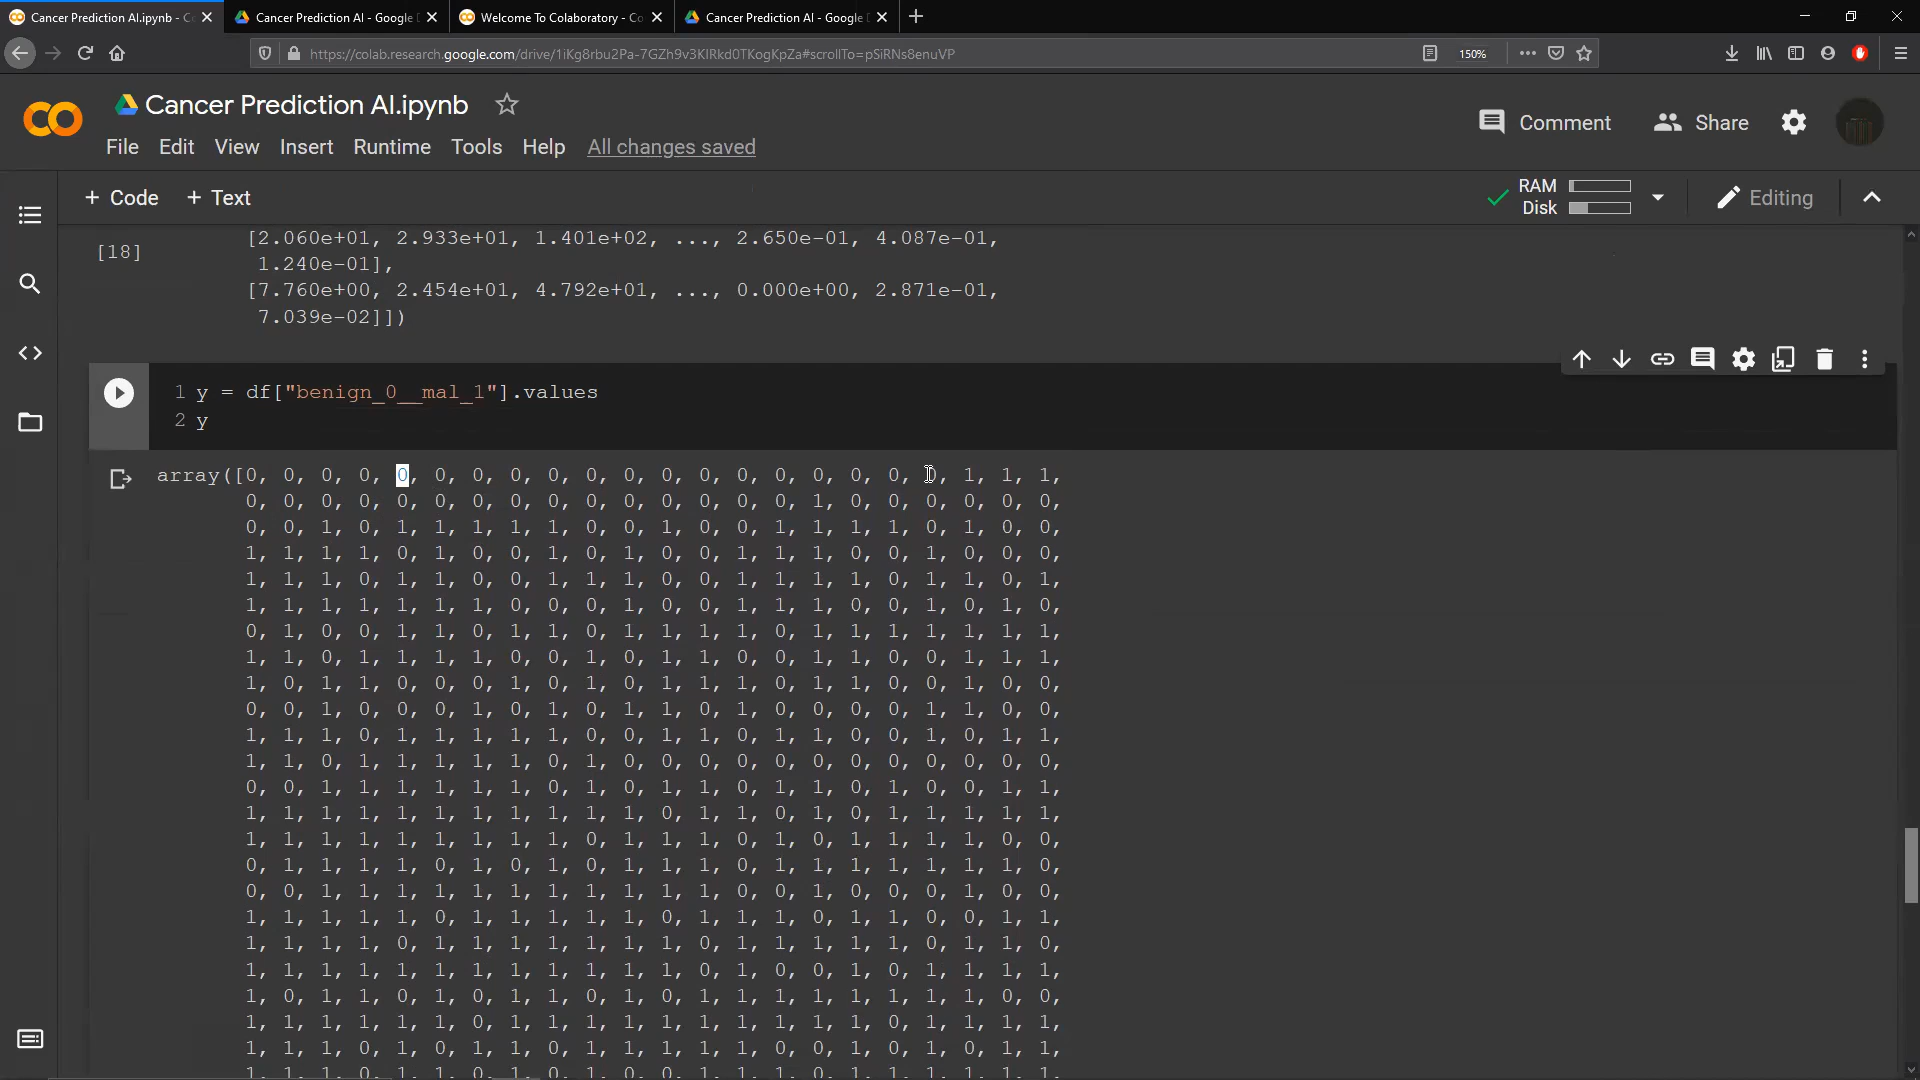 Cancer Prediction AI.ipynb - Co
Cancer Prediction AI - Google D
Welcome To Colaboratory - Co
Cancer Prediction AI - Google D
https://colab.research.google.com/drive/1iKg8rbu2Pa-7GZh9v3KlRkd0TKogKpZa#scrollTo=pSiRNs8enuVP
150%
Cancer Prediction AI.ipynb
Comment
Share
File Edit View Insert Runtime Tools Help All changes saved
+ Code + Text
RAM
Disk
Editing
[2.060e+01, 2.933e+01, 1.401e+02, ..., 2.650e-01, 4.087e-01,
[18]
1.240e-01],
[7.760e+00, 2.454e+01, 4.792e+01, ..., 0.000e+00, 2.871e-01,
7.039e-02]])
1 y = df["benign_0__mal_1"].values
2 y
array([0, 0, 0, 0, 0, 0, 0, 0, 0, 0, 0, 0, 0, 0, 0, 0, 0, 0, 0, 1, 1, 1,
0, 0, 0, 0, 0, 0, 0, 0, 0, 0, 0, 0, 0, 0, 0, 1, 0, 0, 0, 0, 0, 0,
0, 0, 1, 0, 1, 1, 1, 1, 1, 0, 0, 1, 0, 0, 1, 1, 1, 1, 0, 1, 0, 0,
1, 1, 1, 1, 0, 1, 0, 0, 1, 0, 1, 0, 0, 1, 1, 1, 0, 0, 1, 0, 0, 0,
1, 1, 1, 0, 1, 1, 0, 0, 1, 1, 1, 0, 0, 1, 1, 1, 1, 0, 1, 1, 0, 1,
1, 1, 1, 1, 1, 1, 1, 0, 0, 0, 1, 0, 0, 1, 1, 1, 0, 0, 1, 0, 1, 0,
0, 1, 0, 0, 1, 1, 0, 1, 1, 0, 1, 1, 1, 1, 0, 1, 1, 1, 1, 1, 1, 1,
1, 1, 0, 1, 1, 1, 1, 0, 0, 1, 0, 1, 1, 0, 0, 1, 1, 0, 0, 1, 1, 1,
1, 0, 1, 1, 0, 0, 0, 1, 0, 1, 0, 1, 1, 1, 0, 1, 1, 0, 0, 1, 0, 0,
0, 0, 1, 0, 0, 0, 1, 0, 1, 0, 1, 1, 0, 1, 0, 0, 0, 0, 1, 1, 0, 0,
1, 1, 1, 0, 1, 1, 1, 1, 1, 0, 0, 1, 1, 0, 1, 1, 0, 0, 1, 0, 1, 1,
1, 1, 0, 1, 1, 1, 1, 1, 0, 1, 0, 0, 0, 0, 0, 0, 0, 0, 0, 0, 0, 0,
0, 0, 1, 1, 1, 1, 1, 1, 0, 1, 0, 1, 1, 0, 1, 1, 0, 1, 0, 0, 1, 1,
1, 1, 1, 1, 1, 1, 1, 1, 1, 1, 1, 0, 1, 1, 0, 1, 0, 1, 1, 1, 1, 1,
1, 1, 1, 1, 1, 1, 1, 1, 1, 0, 1, 1, 1, 0, 1, 0, 1, 1, 1, 1, 0, 0,
0, 1, 1, 1, 1, 0, 1, 0, 1, 0, 1, 1, 1, 0, 1, 1, 1, 1, 1, 1, 1, 0,
0, 0, 1, 1, 1, 1, 1, 1, 1, 1, 1, 1, 1, 0, 0, 1, 0, 0, 0, 1, 0, 0,
1, 1, 1, 1, 1, 0, 1, 1, 1, 1, 1, 0, 1, 1, 1, 0, 1, 1, 0, 0, 1, 1,
1, 1, 1, 1, 0, 1, 1, 1, 1, 1, 1, 1, 0, 1, 1, 1, 1, 1, 0, 1, 1, 0,
1, 1, 1, 1, 1, 1, 1, 1, 1, 1, 1, 1, 0, 1, 0, 0, 1, 0, 1, 1, 1, 1,
1, 0, 1, 1, 0, 1, 0, 1, 1, 0, 1, 0, 1, 1, 1, 1, 1, 1, 1, 1, 0, 0,
1, 1, 1, 1, 1, 1, 0, 1, 1, 1, 1, 1, 1, 1, 1, 1, 1, 0, 1, 1, 1, 1,
1, 1, 1, 0, 1, 0, 1, 1, 0, 1, 1, 1, 1, 1, 0, 0, 1, 0, 1, 0, 1, 1,
1, 1, 1, 0, 1, 1, 0, 1, 0, 1, 0, 0, 1, 1, 1, 0, 1, 1, 1, 1, 1, 1,